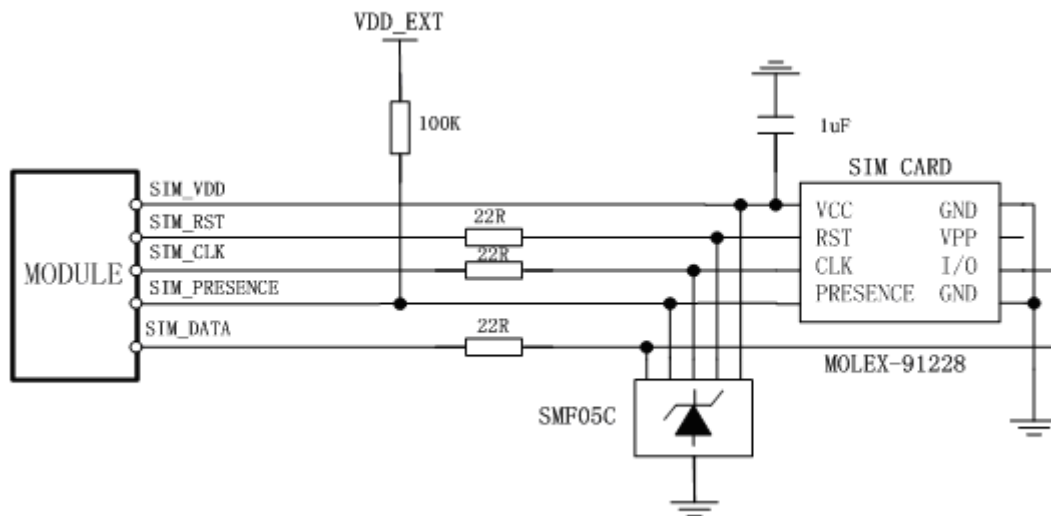 VDD_EXT
100K
1uF
SIM CARD
SIM_VDD
SIM_RST
22R
SIM_CLK
22R
MODULE
SIM_PRESENCE
SIM_DATA
22R
VCC GND
RST VPP
CLK I/O
PRESENCE GND
MOLEX-91228
SMF05C